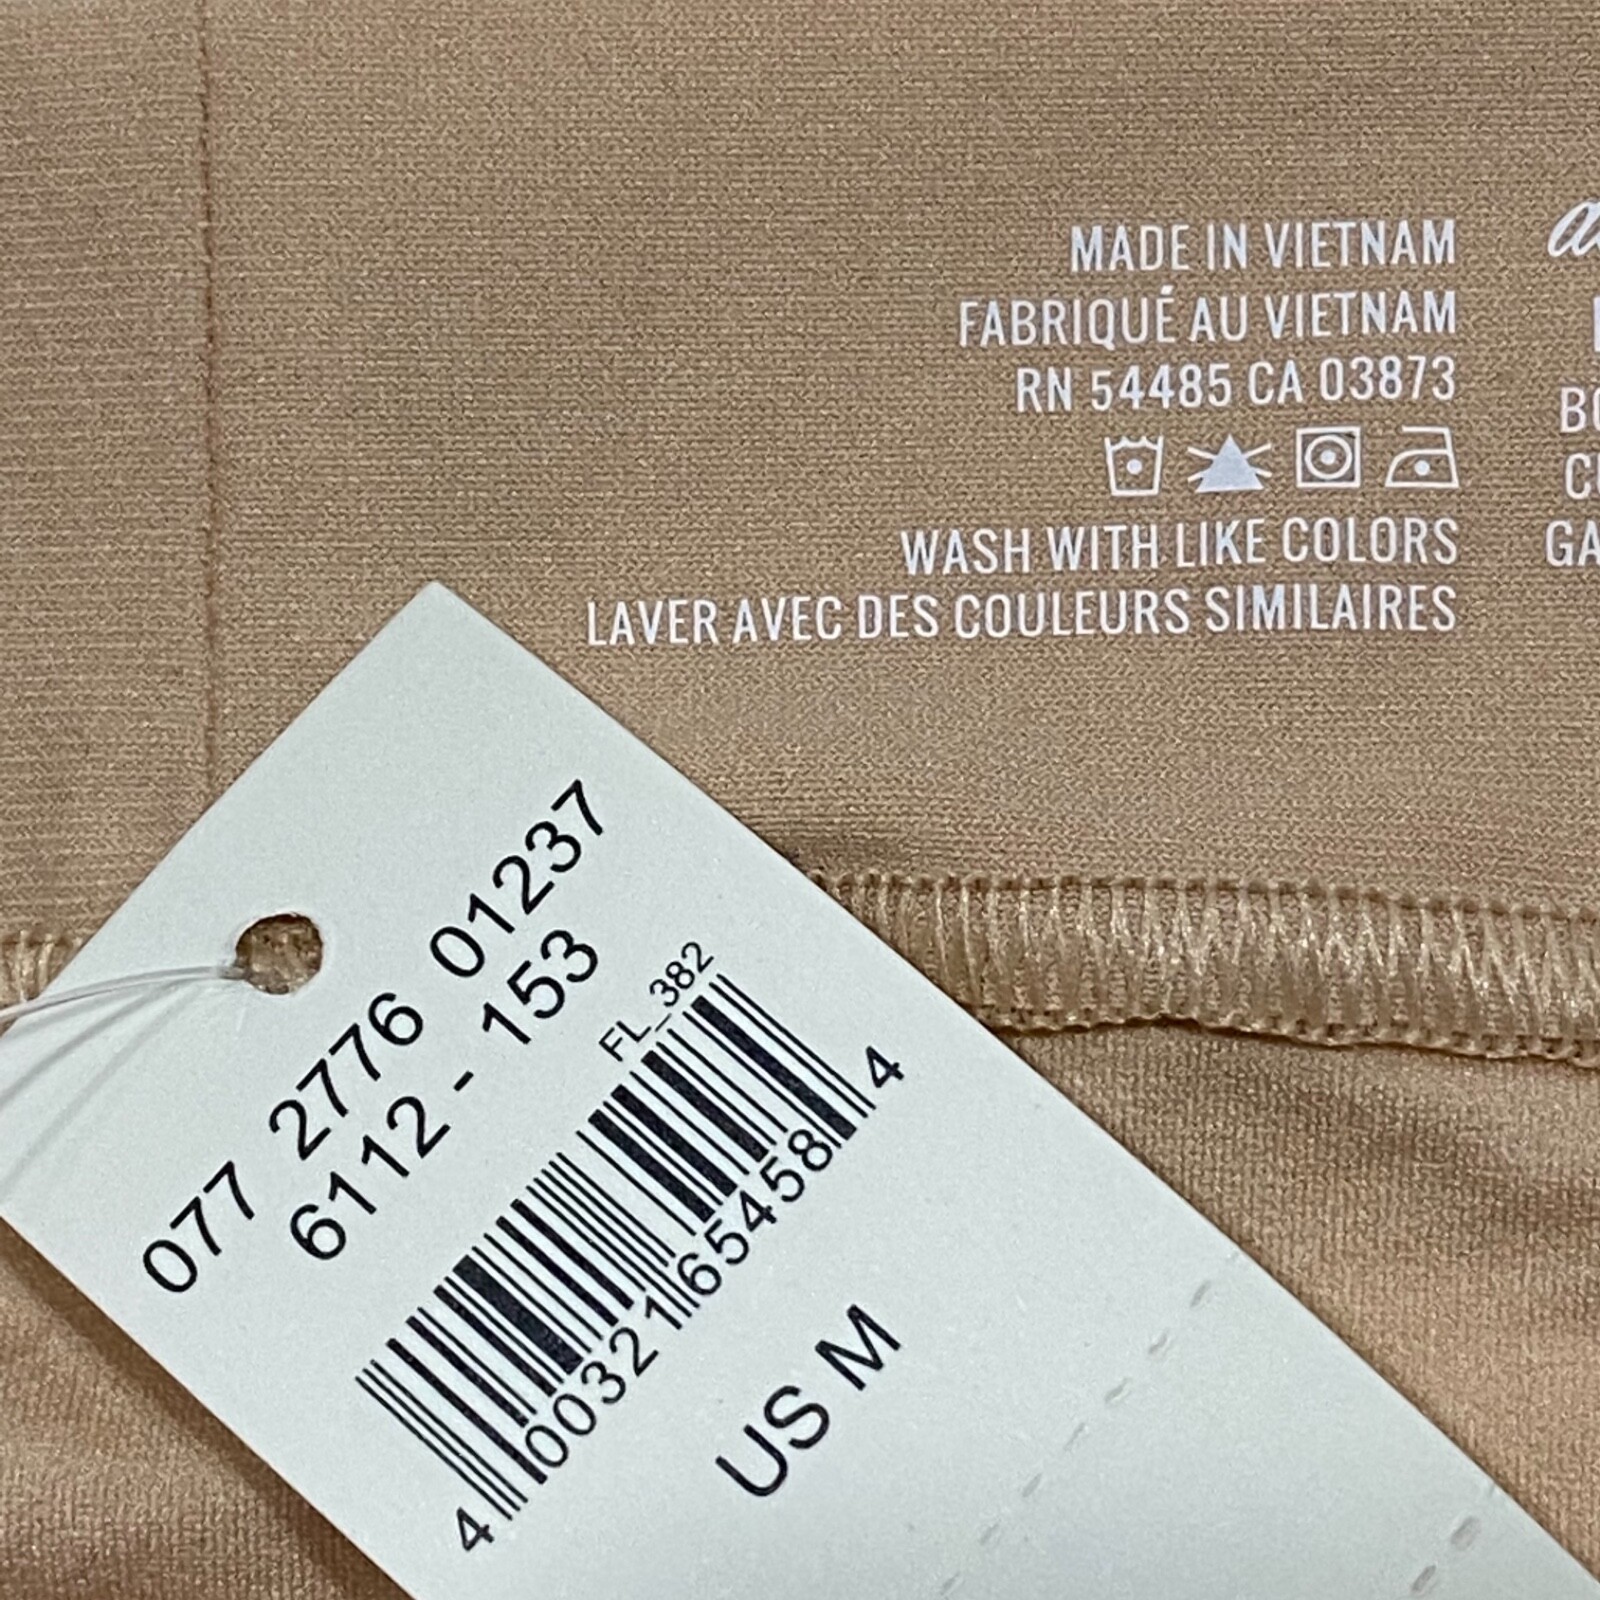 MADE IN VIETNAM
FABRIQUÉ AU VIETNAM
RN 54485 CA 03873
WASH WITH LIKE COLORS
LAVER AVEC DES COULEURS SIMILAIRES
077 2776 01237
6112 - 153
FL_382
4 00321 65458 4
US M